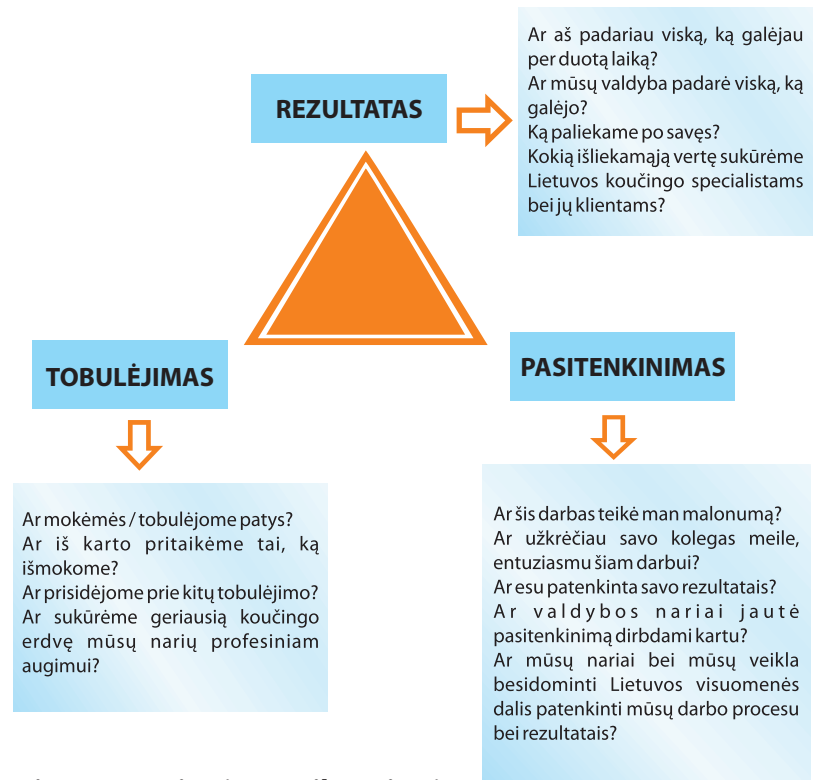 REZULTATAS
Ar aš padariau viską, ką galėjau
per duotą laiką?
Ar mūsų valdyba padarė viską, ką
galėjo?
Ką paliekame po savęs?
Kokią išliekamąją vertę sukūrėme
Lietuvos koučingo specialistams
bei jų klientams?
TOBULĖJIMAS
Ar mokėmės / tobulėjome patys?
Ar iš karto pritaikėme tai, ką
išmokome?
Ar prisidėjome prie kitų tobulėjimo?
Ar sukūrėme geriausią koučingo
erdvę mūsų narių profesiniam
augimui?
PASITENKINIMAS
Ar šis darbas teikė man malonumą?
Ar užkrėčiau savo kolegas meile,
entuziasmu šiam darbui?
Ar esu patenkinta savo rezultatais?
Ar valdybos nariai jautė
pasitenkinimą dirbdami kartu?
Ar mūsų nariai bei mūsų veikla
besidominti Lietuvos visuomenės
dalis patenkinti mūsų darbo procesu
bei rezultatais?